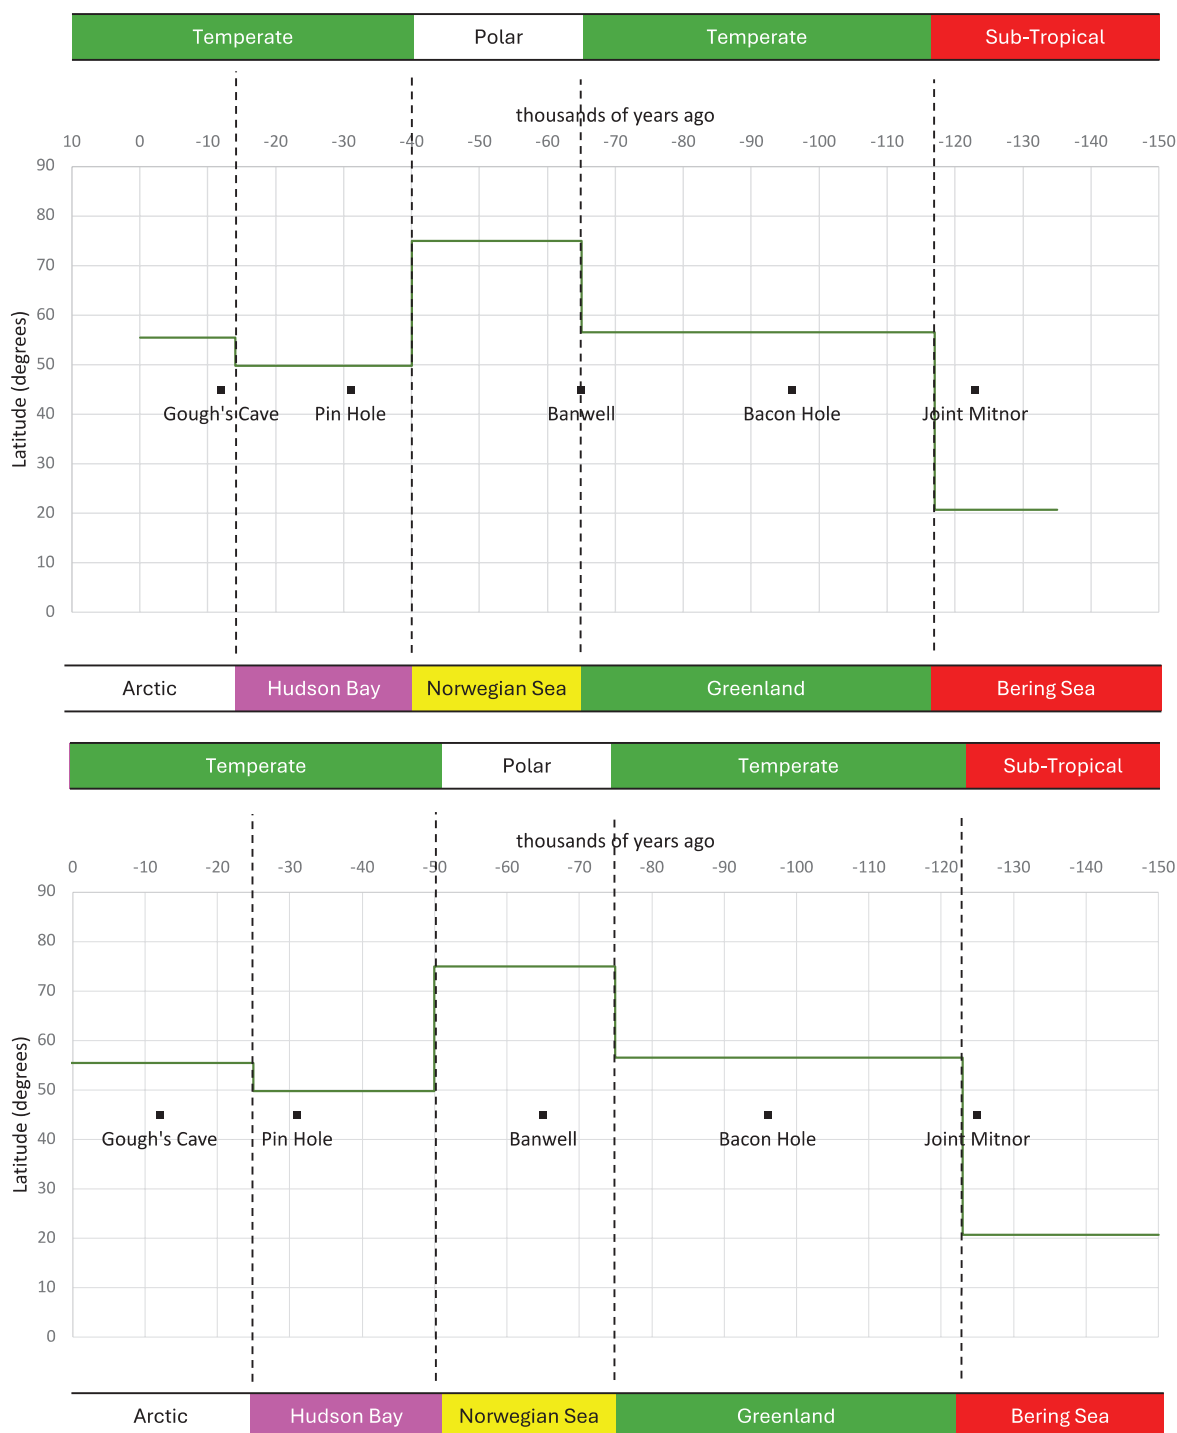 Temperate Polar Temperate Sub-Tropical
thousands of years ago
10 0 -10 -20 -30 -40 -50 -60 -70 -80 -90 -100 -110 -120 -130 -140 -150
90
80
70
60
50
Gough's Cave Pin Hole Banwell Bacon Hole Joint Mitnor
40
30
20
10
0
Latitude (degrees)
Arctic Hudson Bay Norwegian Sea Greenland Bering Sea
Temperate Polar Temperate Sub-Tropical
thousands of years ago
0 -10 -20 -30 -40 -50 -60 -70 -80 -90 -100 -110 -120 -130 -140 -150
90
80
70
60
50
Gough's Cave Pin Hole Banwell Bacon Hole Joint Mitnor
40
30
20
10
0
Latitude (degrees)
Arctic Hudson Bay Norwegian Sea Greenland Bering Sea